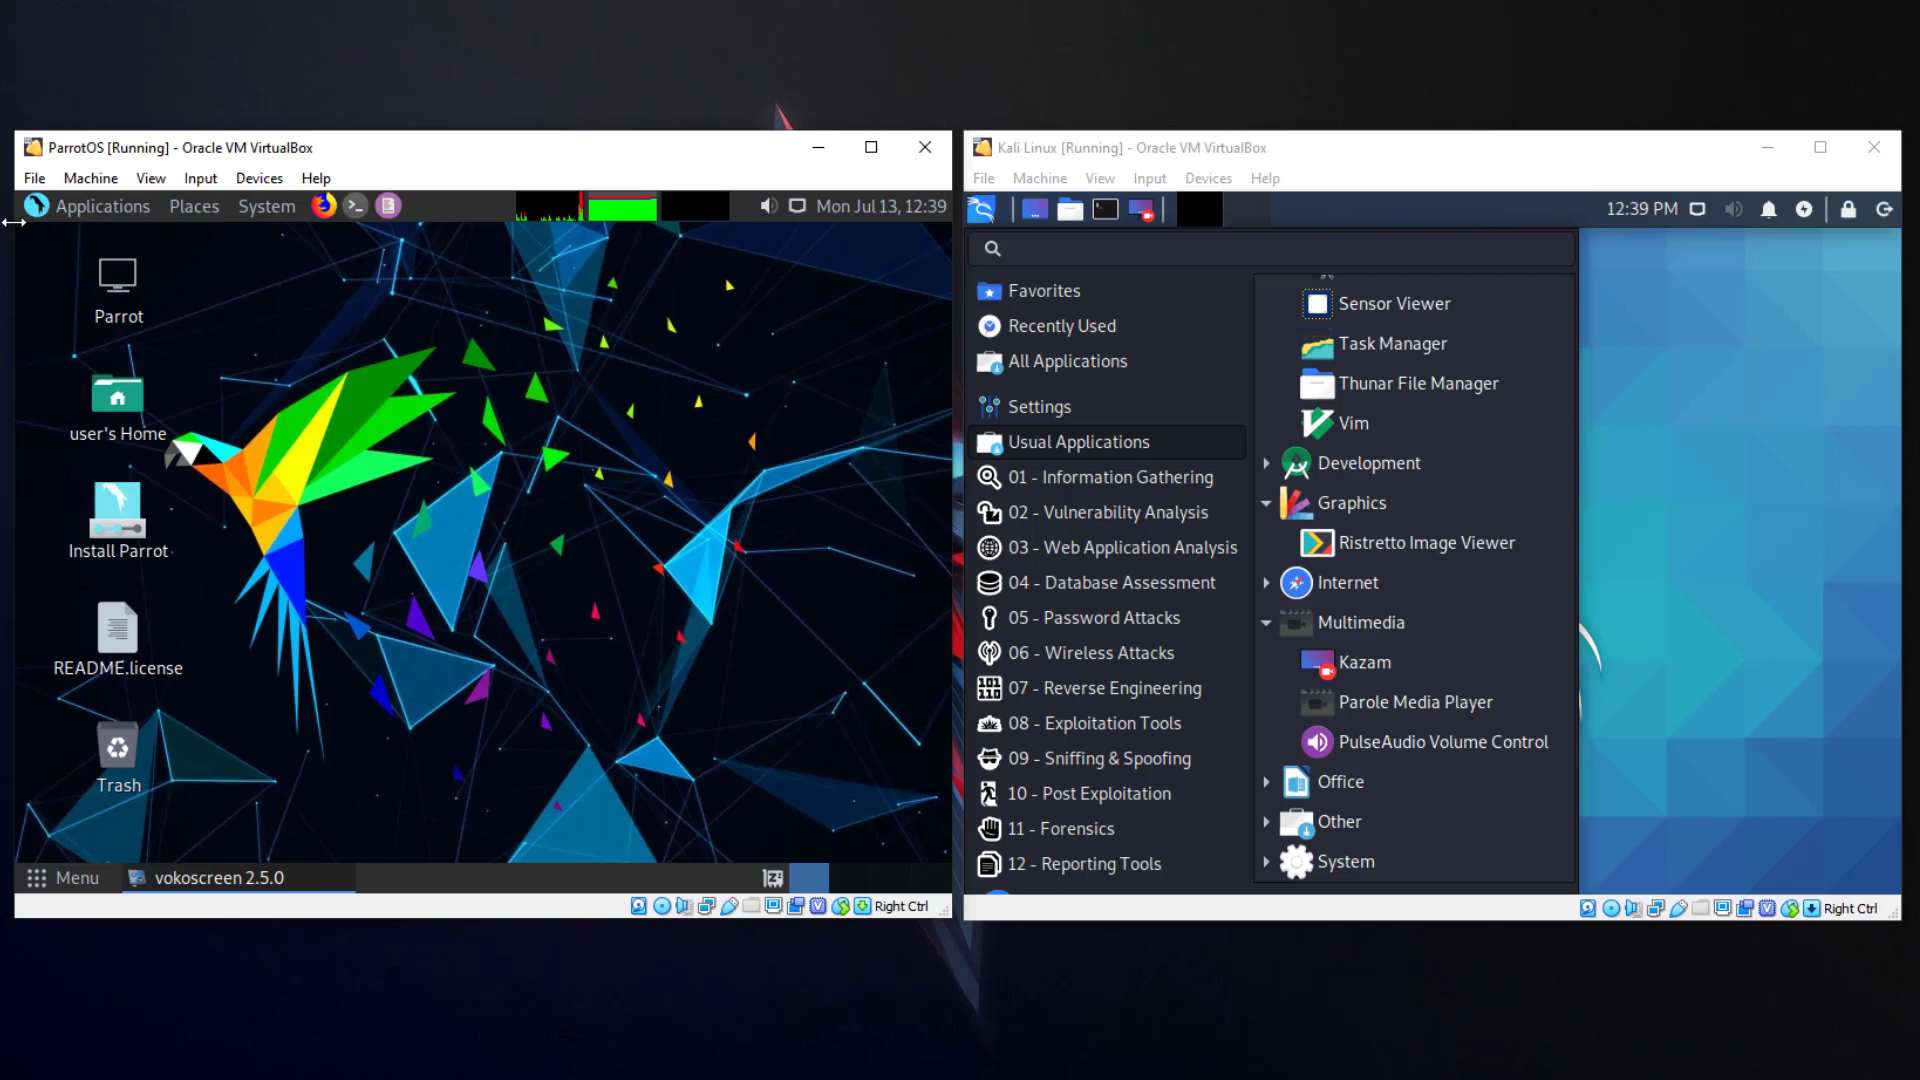 ParrotOS [Running] - Oracle VM VirtualBox
File Machine View Input Devices Help
Applications Places System Mon Jul 13, 12:39
Parrot
user's Home
Install Parrot
README.license
Trash
Menu vokoscreen 2.5.0
Right Ctrl
Kali Linux [Running] - Oracle VM VirtualBox
File Machine View Input Devices Help
12:39 PM
Favorites
Recently Used
All Applications
Settings
Usual Applications
01 - Information Gathering
02 - Vulnerability Analysis
03 - Web Application Analysis
04 - Database Assessment
05 - Password Attacks
06 - Wireless Attacks
07 - Reverse Engineering
08 - Exploitation Tools
09 - Sniffing & Spoofing
10 - Post Exploitation
11 - Forensics
12 - Reporting Tools
Sensor Viewer
Task Manager
Thunar File Manager
Vim
Development
Graphics
Ristretto Image Viewer
Internet
Multimedia
Kazam
Parole Media Player
PulseAudio Volume Control
Office
Other
System
Right Ctrl